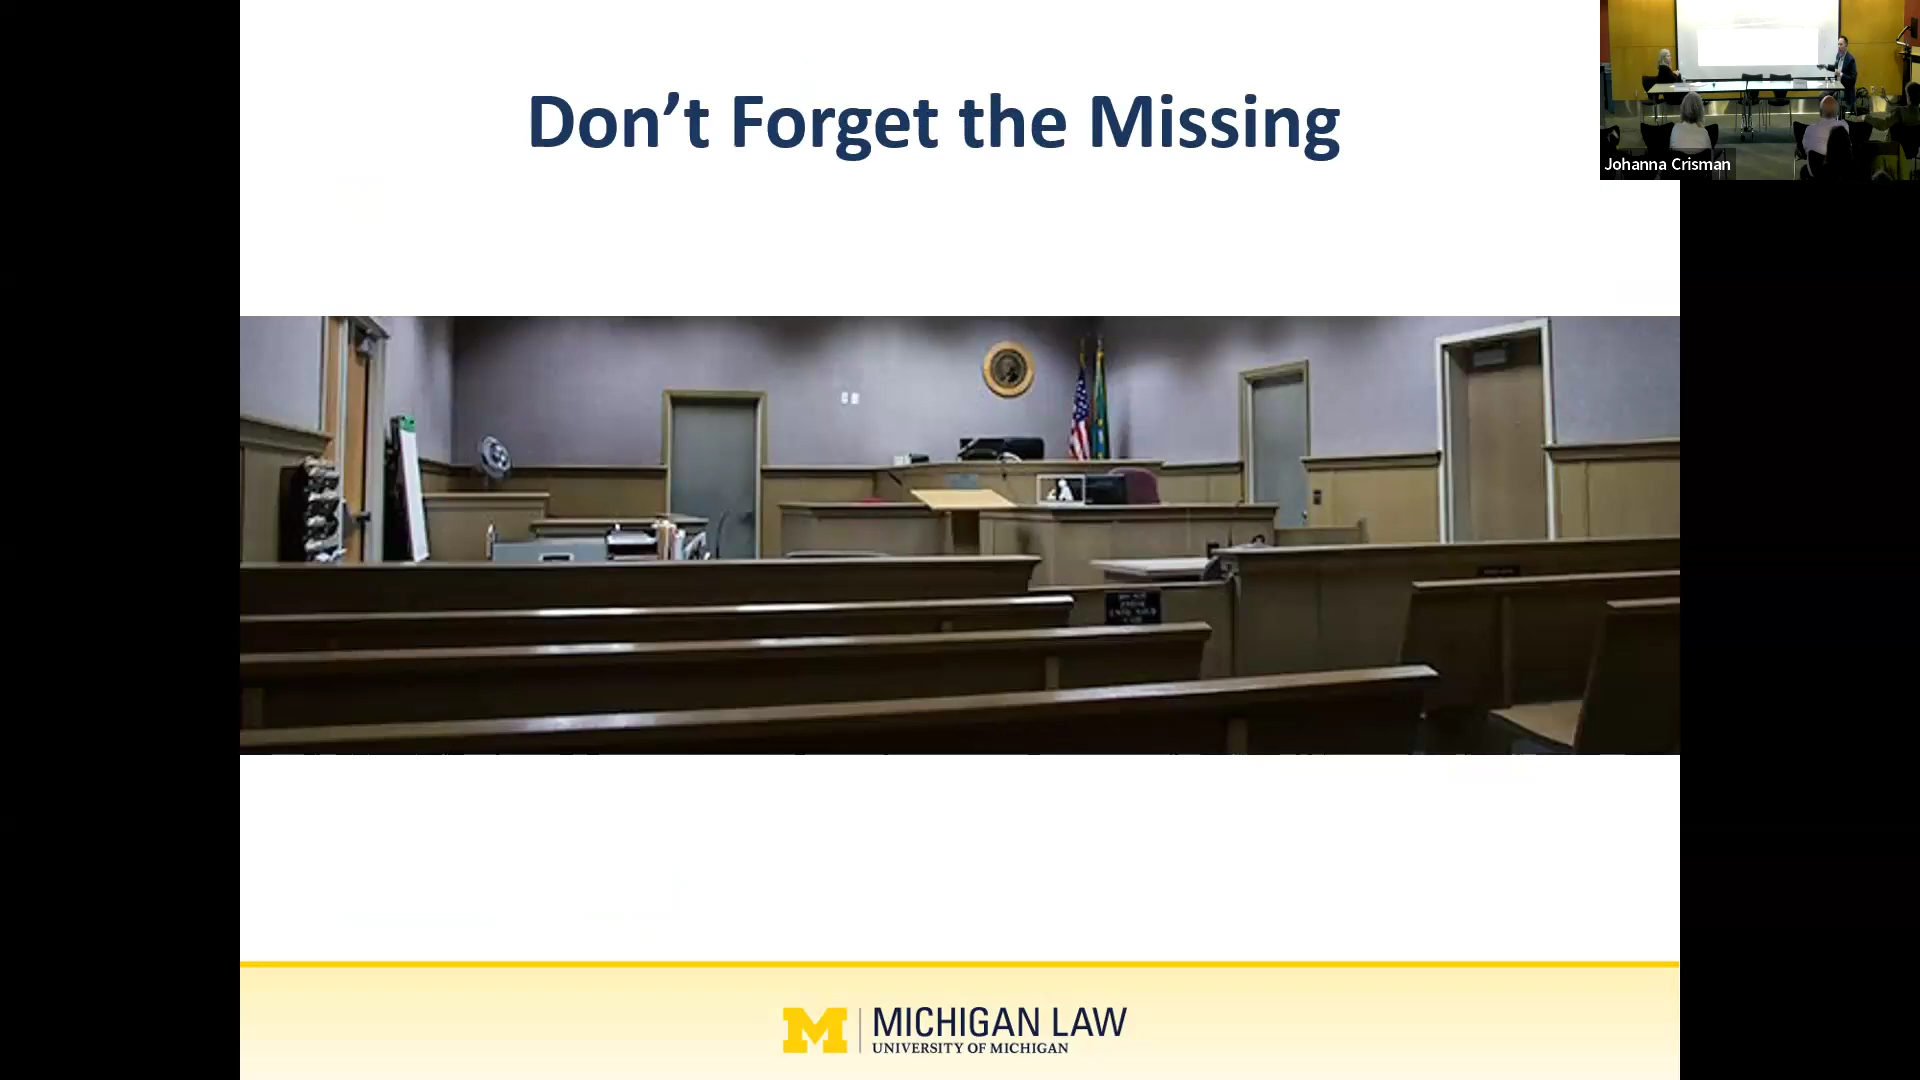 Don’t Forget the Missing
Johanna Crisman
M
MICHIGAN LAW
UNIVERSITY OF MICHIGAN